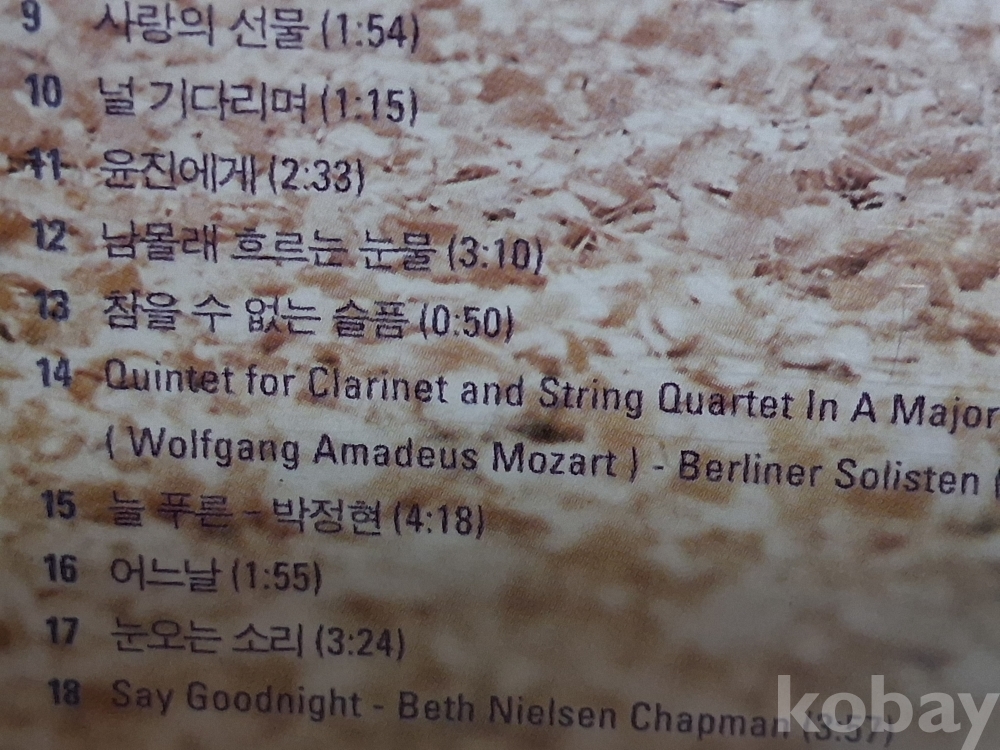 9 사랑의 선물 (1:54)
10 널 기다리며 (1:15)
11 윤진에게 (2:33)
12 남몰래 흐르는 눈물 (3:10)
13 참을 수 없는 슬픔 (0:50)
14 Quintet for Clarinet and String Quartet In A Major
( Wolfgang Amadeus Mozart ) - Berliner Solisten (
15 늘 푸른 - 박정현 (4:18)
16 어느날 (1:55)
17 눈오는 소리 (3:24)
18 Say Goodnight - Beth Nielsen Chapman (3:57)
kobay